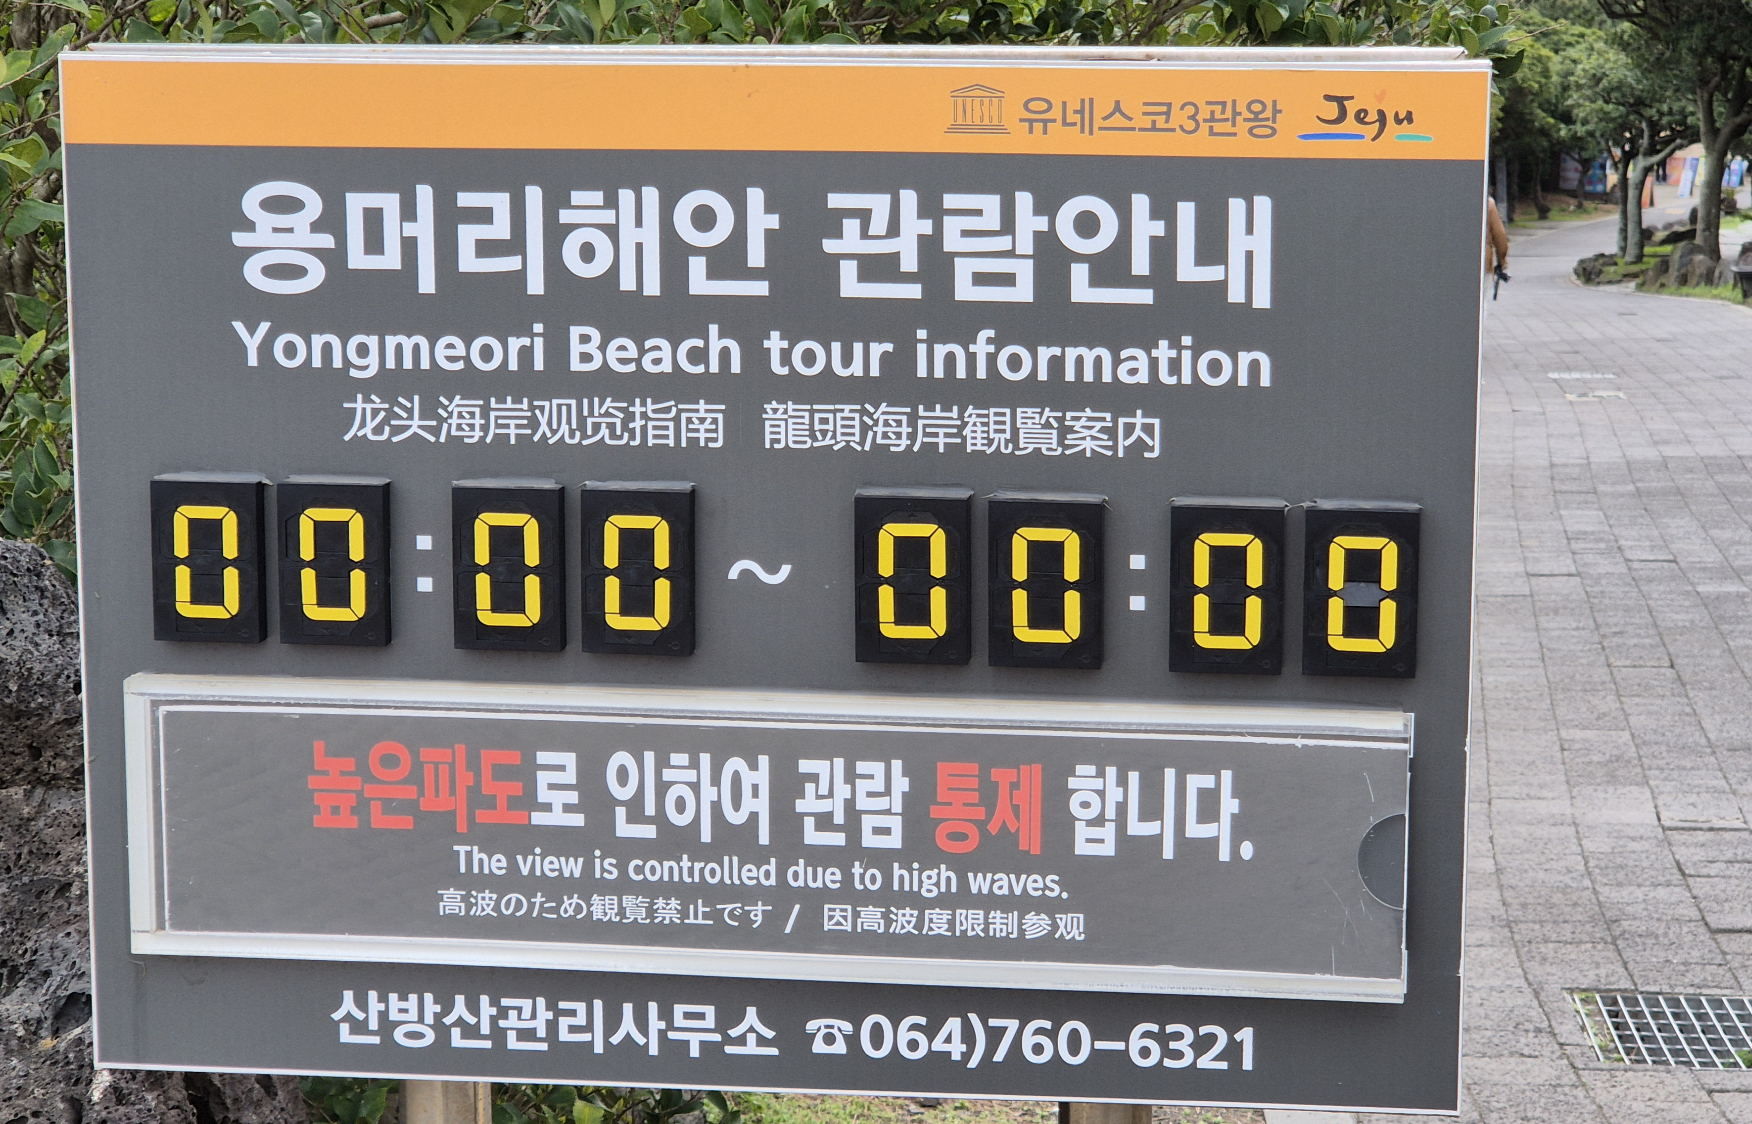 UNESCO 유네스코3관왕 Jeju
용머리해안 관람안내
Yongmeori Beach tour information
龙头海岸观览指南 龍頭海岸観覧案内
00:00 ~ 00:00
높은파도로 인하여 관람 통제 합니다.
The view is controlled due to high waves.
高波のため観覧禁止です / 因高波度限制参观
산방산관리사무소 ☎064)760-6321